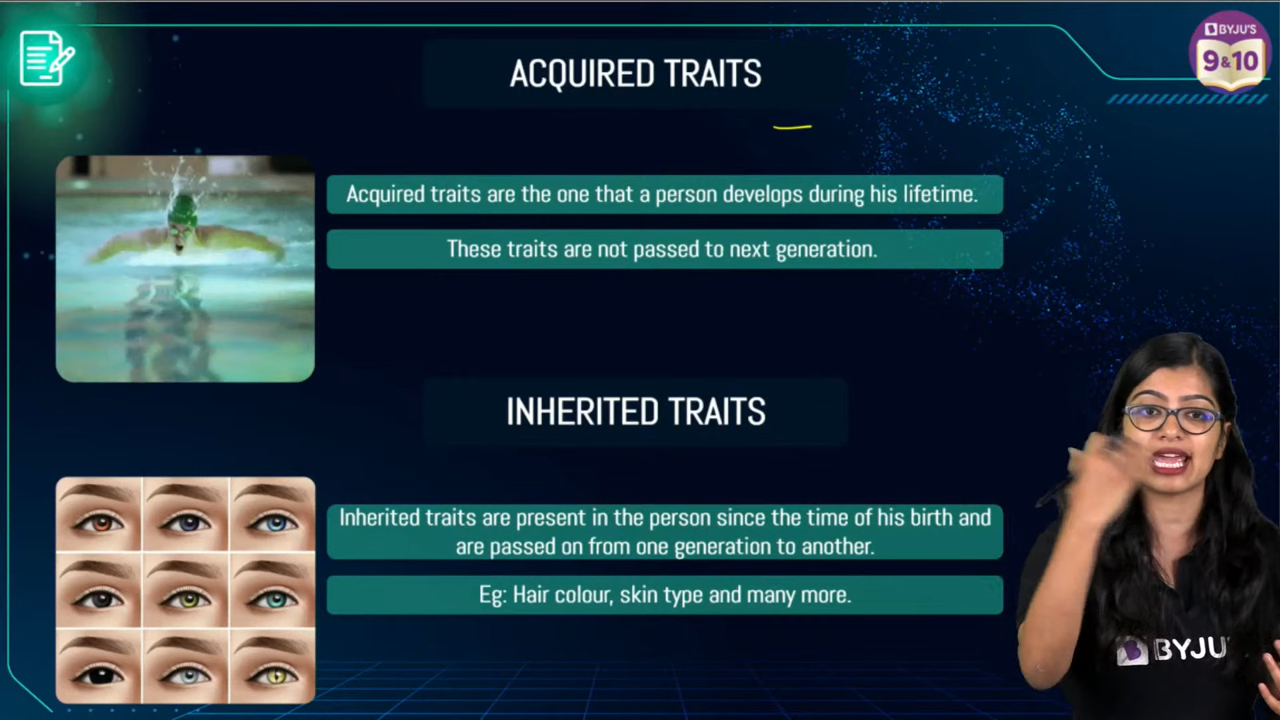 BYJU'S
9&10
ACQUIRED TRAITS
Acquired traits are the one that a person develops during his lifetime.
These traits are not passed to next generation.
INHERITED TRAITS
Inherited traits are present in the person since the time of his birth and
are passed on from one generation to another.
Eg: Hair colour, skin type and many more.
BYJU